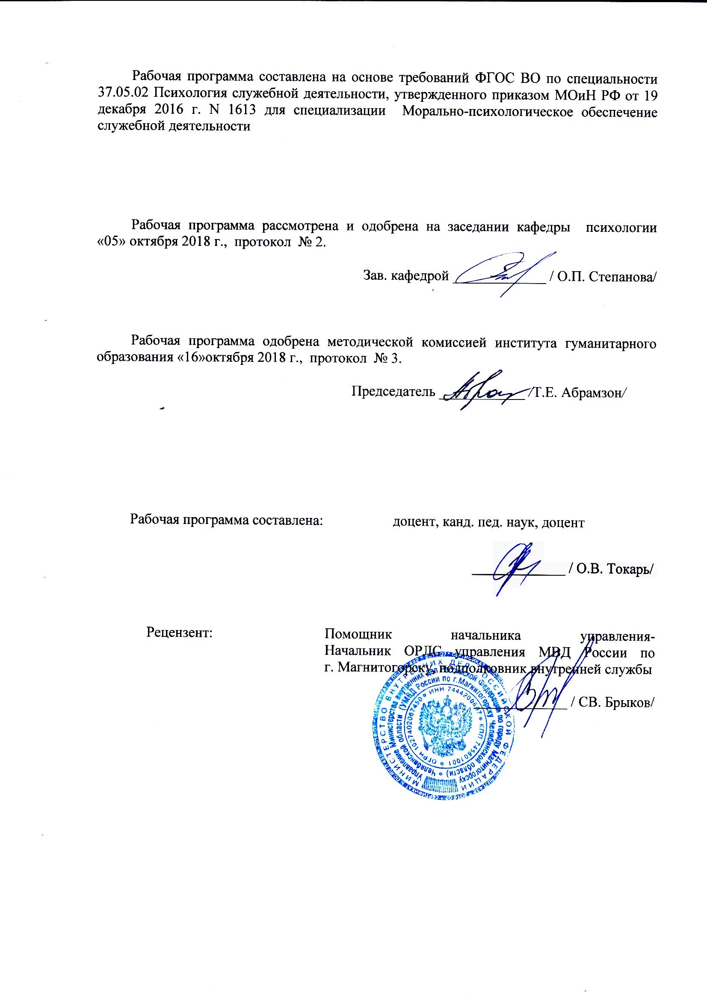 Рабочая программа составлена на основе требований ФГОС ВО по специальности
37.05.02 Психология служебной деятельности, утвержденного приказом МОиН РФ от 19
декабря 2016 г. N 1613 для специализации Морально-психологическое обеспечение
служебной деятельности
Рабочая программа рассмотрена и одобрена на заседании кафедры психологии
«05» октября 2018 г., протокол № 2.
Зав. кафедрой ____________ / О.П. Степанова/
Рабочая программа одобрена методической комиссией института гуманитарного
образования «16»октября 2018 г., протокол № 3.
Председатель ____________ /Т.Е. Абрамзон/
Рабочая программа составлена: доцент, канд. пед. наук, доцент
____________ / О.В. Токарь/
Рецензент: Помощник начальника управления-
Начальник ОРЛС управления МВД России по
г. Магнитогорску, подполковник внутренней службы
____________ / СВ. Брыков/
МИНИСТЕРСТВО ВНУТРЕННИХ ДЕЛ РОССИЙСКОЙ ФЕДЕРАЦИИ
Управление Министерства внутренних дел Российской Федерации по городу Магнитогорску
Челябинской области (УМВД России по г.Магнитогорску Челябинской области) *
ОГРН 1027402067450 * ИНН 7444200697 * КПП 745601001 *